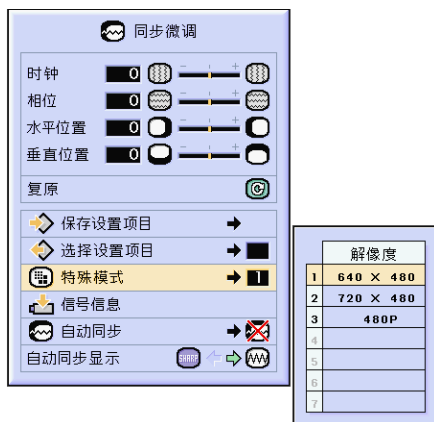 同步微调
时钟 0 - +
相位 0 - +
水平位置 0 - +
垂直位置 0 - +
复原
保存设置项目
选择设置项目
特殊模式 1
信号信息
自动同步
自动同步显示 SHARP
解像度
1 640 × 480
2 720 × 480
3 480P
4
5
6
7